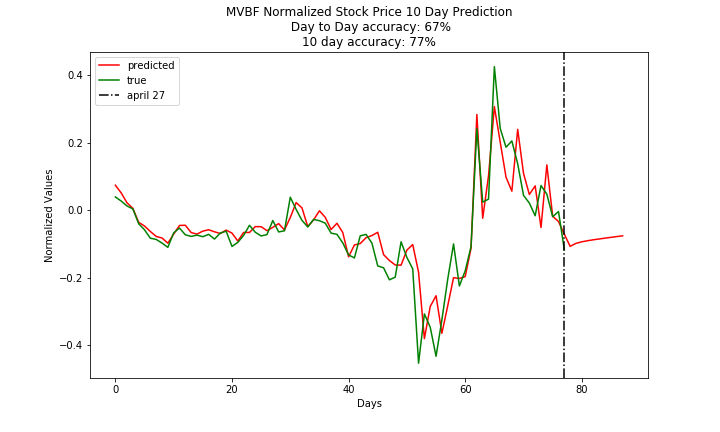 MVBF Normalized Stock Price 10 Day Prediction
Day to Day accuracy: 67%
10 day accuracy: 77%
predicted
true
april 27
Normalized Values
0.4
0.2
0.0
−0.2
−0.4
0
20
40
60
80
Days